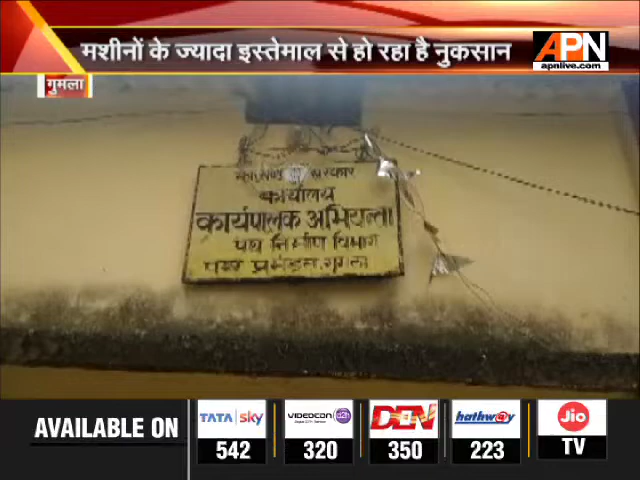 मशीनों के ज्यादा इस्तेमाल से हो रहा है नुकसान
APN
apnlive.com
गुमला
सरकार
कार्यालय
कार्यपालक अभियन्ता
पथ निर्माण विभाग
पथ प्रमंडल, गुमला
AVAILABLE ON
TATA sky
542
VIDEOCON d2h
320
DEN
350
hathway
223
Jio
TV